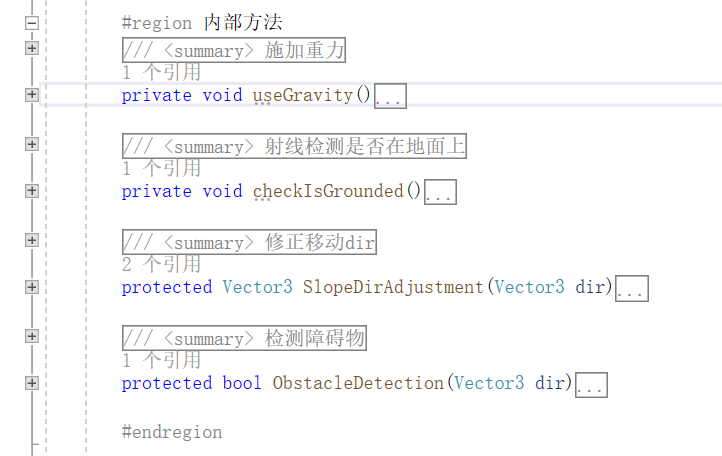 #region 内部方法
/// <summary> 施加重力
1 个引用
private void useGravity()...
/// <summary> 射线检测是否在地面上
1 个引用
private void checkIsGrounded()...
/// <summary> 修正移动dir
2 个引用
protected Vector3 SlopeDirAdjustment(Vector3 dir)...
/// <summary> 检测障碍物
1 个引用
protected bool ObstacleDetection(Vector3 dir)...
#endregion